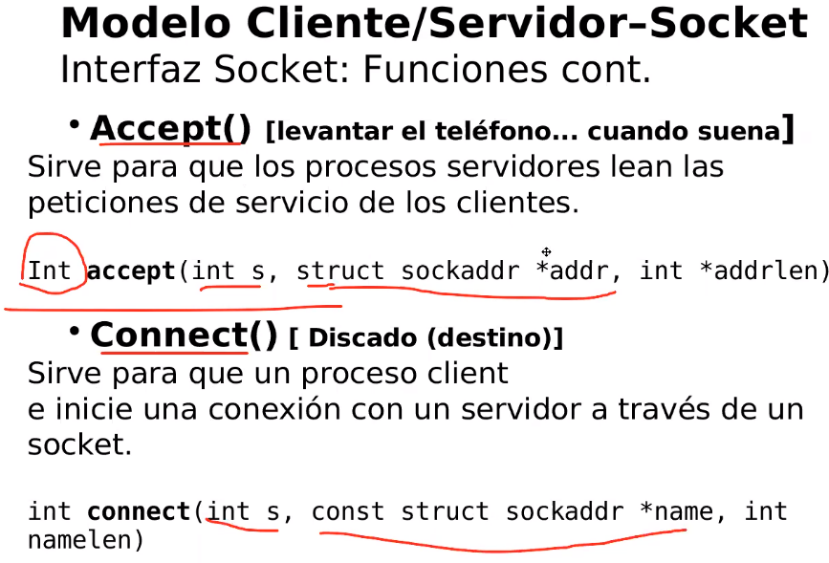 Modelo Cliente/Servidor–Socket
Interfaz Socket: Funciones cont.
• Accept() [levantar el teléfono... cuando suena]
Sirve para que los procesos servidores lean las
peticiones de servicio de los clientes.
Int accept(int s, struct sockaddr *addr, int *addrlen)
• Connect() [ Discado (destino)]
Sirve para que un proceso client
e inicie una conexión con un servidor a través de un
socket.
int connect(int s, const struct sockaddr *name, int
namelen)